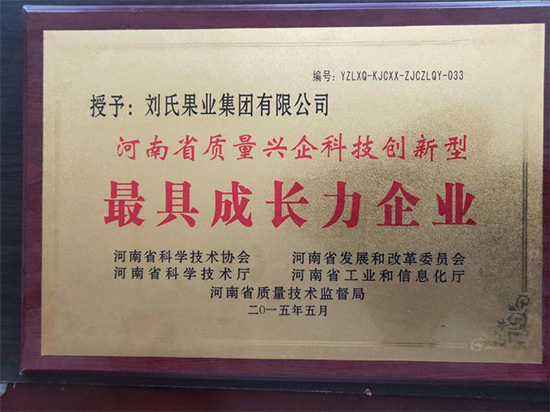 编号：YZLXQ-KJCXX-ZJCZLQY-033
授予：刘氏果业集团有限公司
河南省质量兴企科技创新型
最具成长力企业
河南省科学技术协会 河南省发展和改革委员会
河南省科学技术厅 河南省工业和信息化厅
河南省质量技术监督局
二〇一五年五月